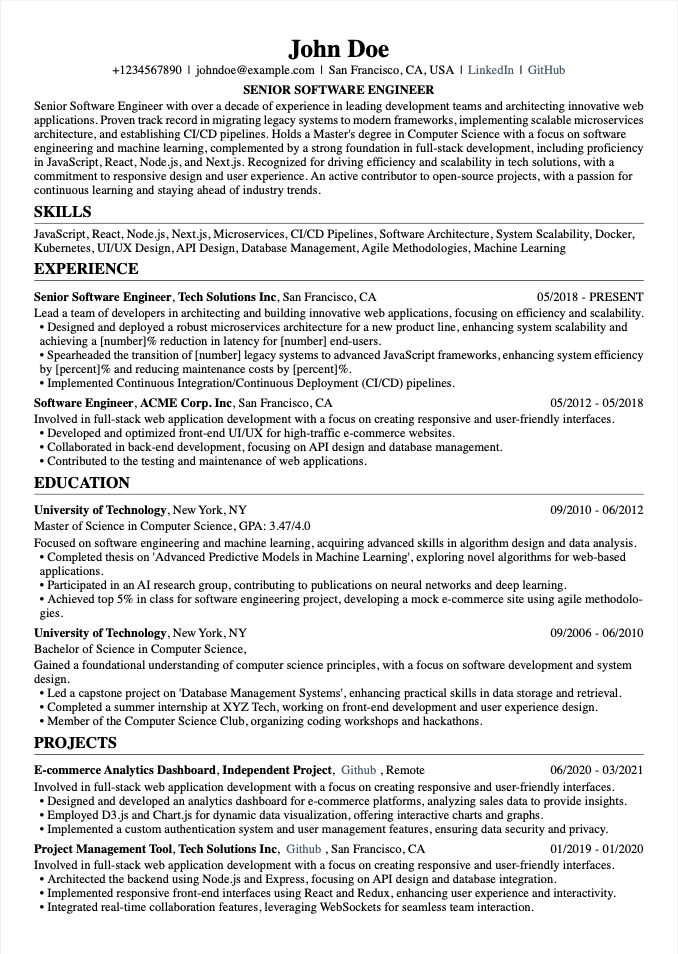 John Doe
+1234567890 | johndoe@example.com | San Francisco, CA, USA | LinkedIn | GitHub
SENIOR SOFTWARE ENGINEER
Senior Software Engineer with over a decade of experience in leading development teams and architecting innovative web
applications. Proven track record in migrating legacy systems to modern frameworks, implementing scalable microservices
architecture, and establishing CI/CD pipelines. Holds a Master's degree in Computer Science with a focus on software
engineering and machine learning, complemented by a strong foundation in full-stack development, including proficiency
in JavaScript, React, Node.js, and Next.js. Recognized for driving efficiency and scalability in tech solutions, with a
commitment to responsive design and user experience. An active contributor to open-source projects, with a passion for
continuous learning and staying ahead of industry trends.
SKILLS
JavaScript, React, Node.js, Next.js, Microservices, CI/CD Pipelines, Software Architecture, System Scalability, Docker,
Kubernetes, UI/UX Design, API Design, Database Management, Agile Methodologies, Machine Learning
EXPERIENCE
Senior Software Engineer, Tech Solutions Inc, San Francisco, CA 05/2018 - PRESENT
Lead a team of developers in architecting and building innovative web applications, focusing on efficiency and scalability.
• Designed and deployed a robust microservices architecture for a new product line, enhancing system scalability and
achieving a [number]% reduction in latency for [number] end-users.
• Spearheaded the transition of [number] legacy systems to advanced JavaScript frameworks, enhancing system efficiency
by [percent]% and reducing maintenance costs by [percent]%.
• Implemented Continuous Integration/Continuous Deployment (CI/CD) pipelines.
Software Engineer, ACME Corp. Inc, San Francisco, CA 05/2012 - 05/2018
Involved in full-stack web application development with a focus on creating responsive and user-friendly interfaces.
• Developed and optimized front-end UI/UX for high-traffic e-commerce websites.
• Collaborated in back-end development, focusing on API design and database management.
• Contributed to the testing and maintenance of web applications.
EDUCATION
University of Technology, New York, NY 09/2010 - 06/2012
Master of Science in Computer Science, GPA: 3.47/4.0
Focused on software engineering and machine learning, acquiring advanced skills in algorithm design and data analysis.
• Completed thesis on 'Advanced Predictive Models in Machine Learning', exploring novel algorithms for web-based
applications.
• Participated in an AI research group, contributing to publications on neural networks and deep learning.
• Achieved top 5% in class for software engineering project, developing a mock e-commerce site using agile methodolo-
gies.
University of Technology, New York, NY 09/2006 - 06/2010
Bachelor of Science in Computer Science,
Gained a foundational understanding of computer science principles, with a focus on software development and system
design.
• Led a capstone project on 'Database Management Systems', enhancing practical skills in data storage and retrieval.
• Completed a summer internship at XYZ Tech, working on front-end development and user experience design.
• Member of the Computer Science Club, organizing coding workshops and hackathons.
PROJECTS
E-commerce Analytics Dashboard, Independent Project, Github , Remote 06/2020 - 03/2021
Involved in full-stack web application development with a focus on creating responsive and user-friendly interfaces.
• Designed and developed an analytics dashboard for e-commerce platforms, analyzing sales data to provide insights.
• Employed D3.js and Chart.js for dynamic data visualization, offering interactive charts and graphs.
• Implemented a custom authentication system and user management features, ensuring data security and privacy.
Project Management Tool, Tech Solutions Inc, Github , San Francisco, CA 01/2019 - 01/2020
Involved in full-stack web application development with a focus on creating responsive and user-friendly interfaces.
• Architected the backend using Node.js and Express, focusing on API design and database integration.
• Implemented responsive front-end interfaces using React and Redux, enhancing user experience and interactivity.
• Integrated real-time collaboration features, leveraging WebSockets for seamless team interaction.